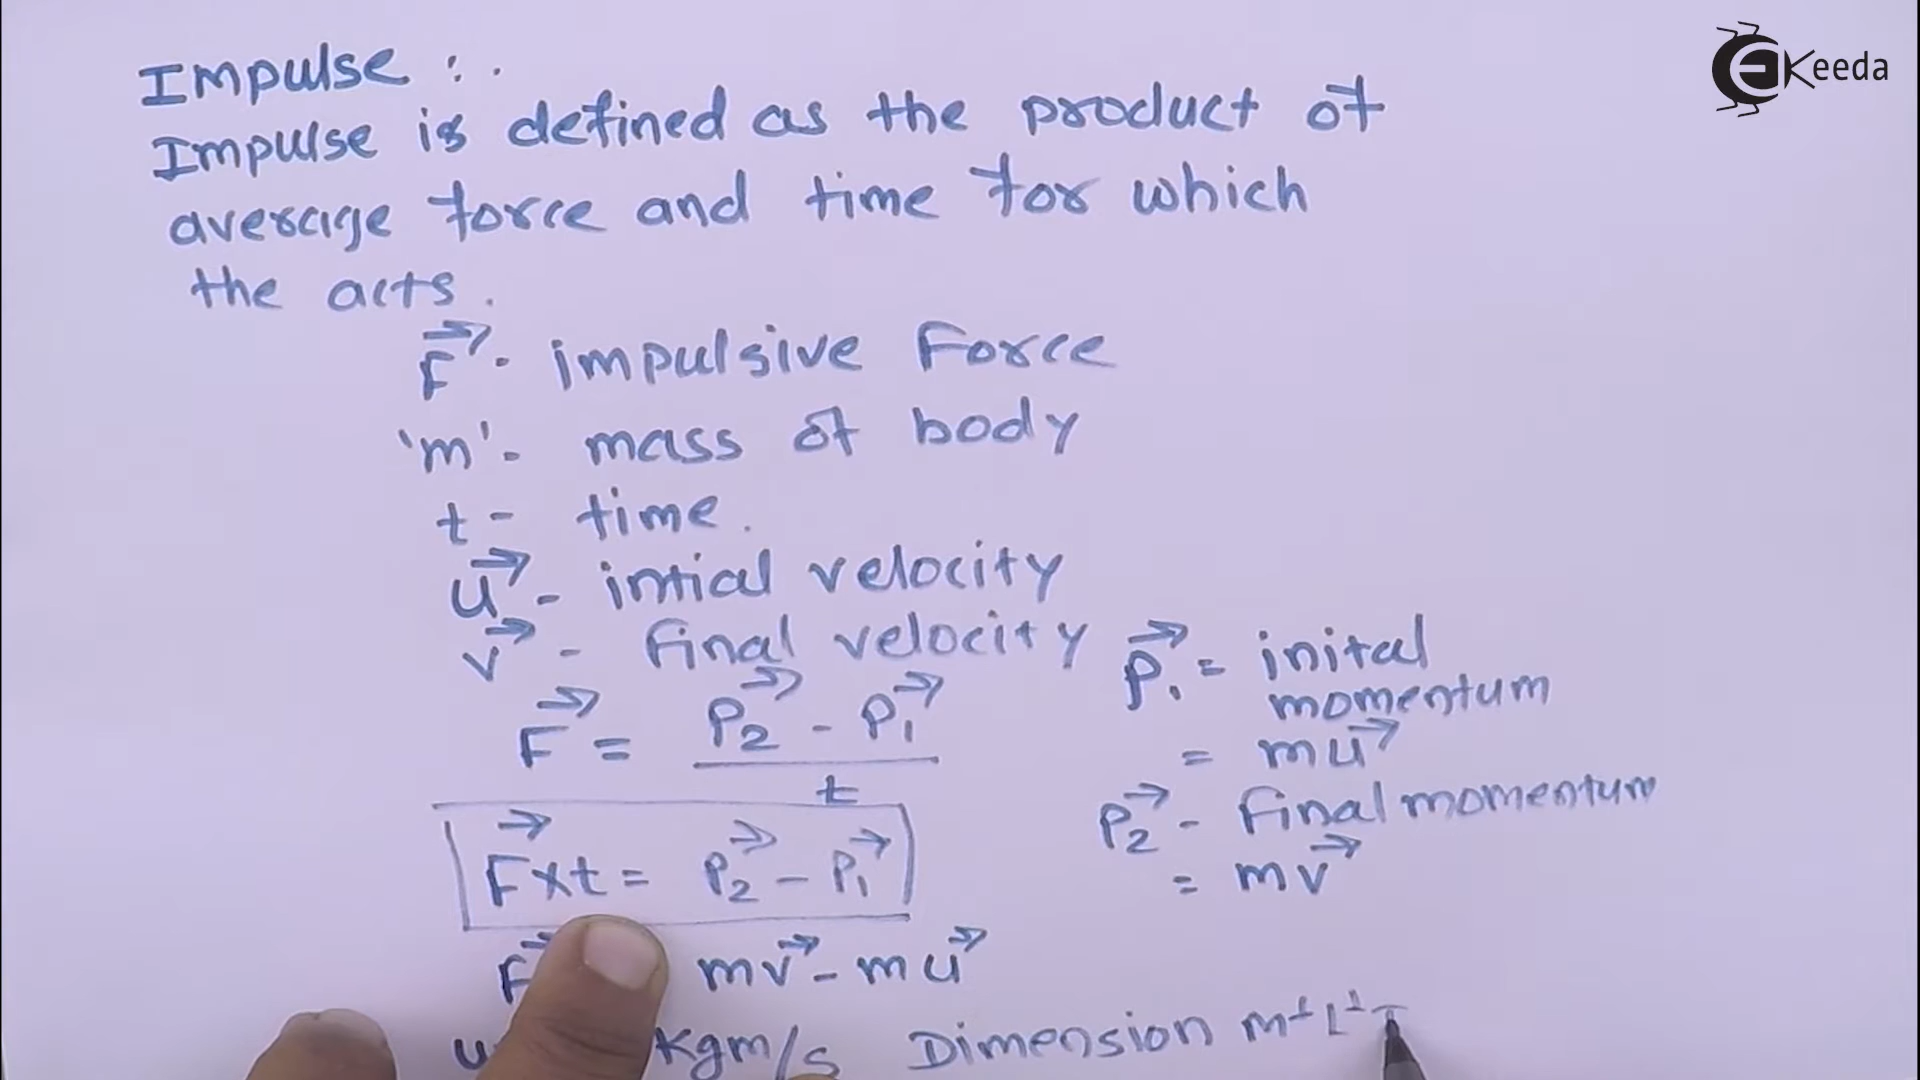 Impulse :.
Keeda
Impulse is defined as the product of
average force and time for which
the acts.
F - impulsive Force
'm' - mass of body
t - time.
u - intial velocity
v - final velocity
P₁ = inital
momentum
= mu
F = P₂ - P₁
t
P₂ - final momentum
= mv
F×t = P₂ - P₁
F mv - mu
Kgm/s Dimension M¹L¹